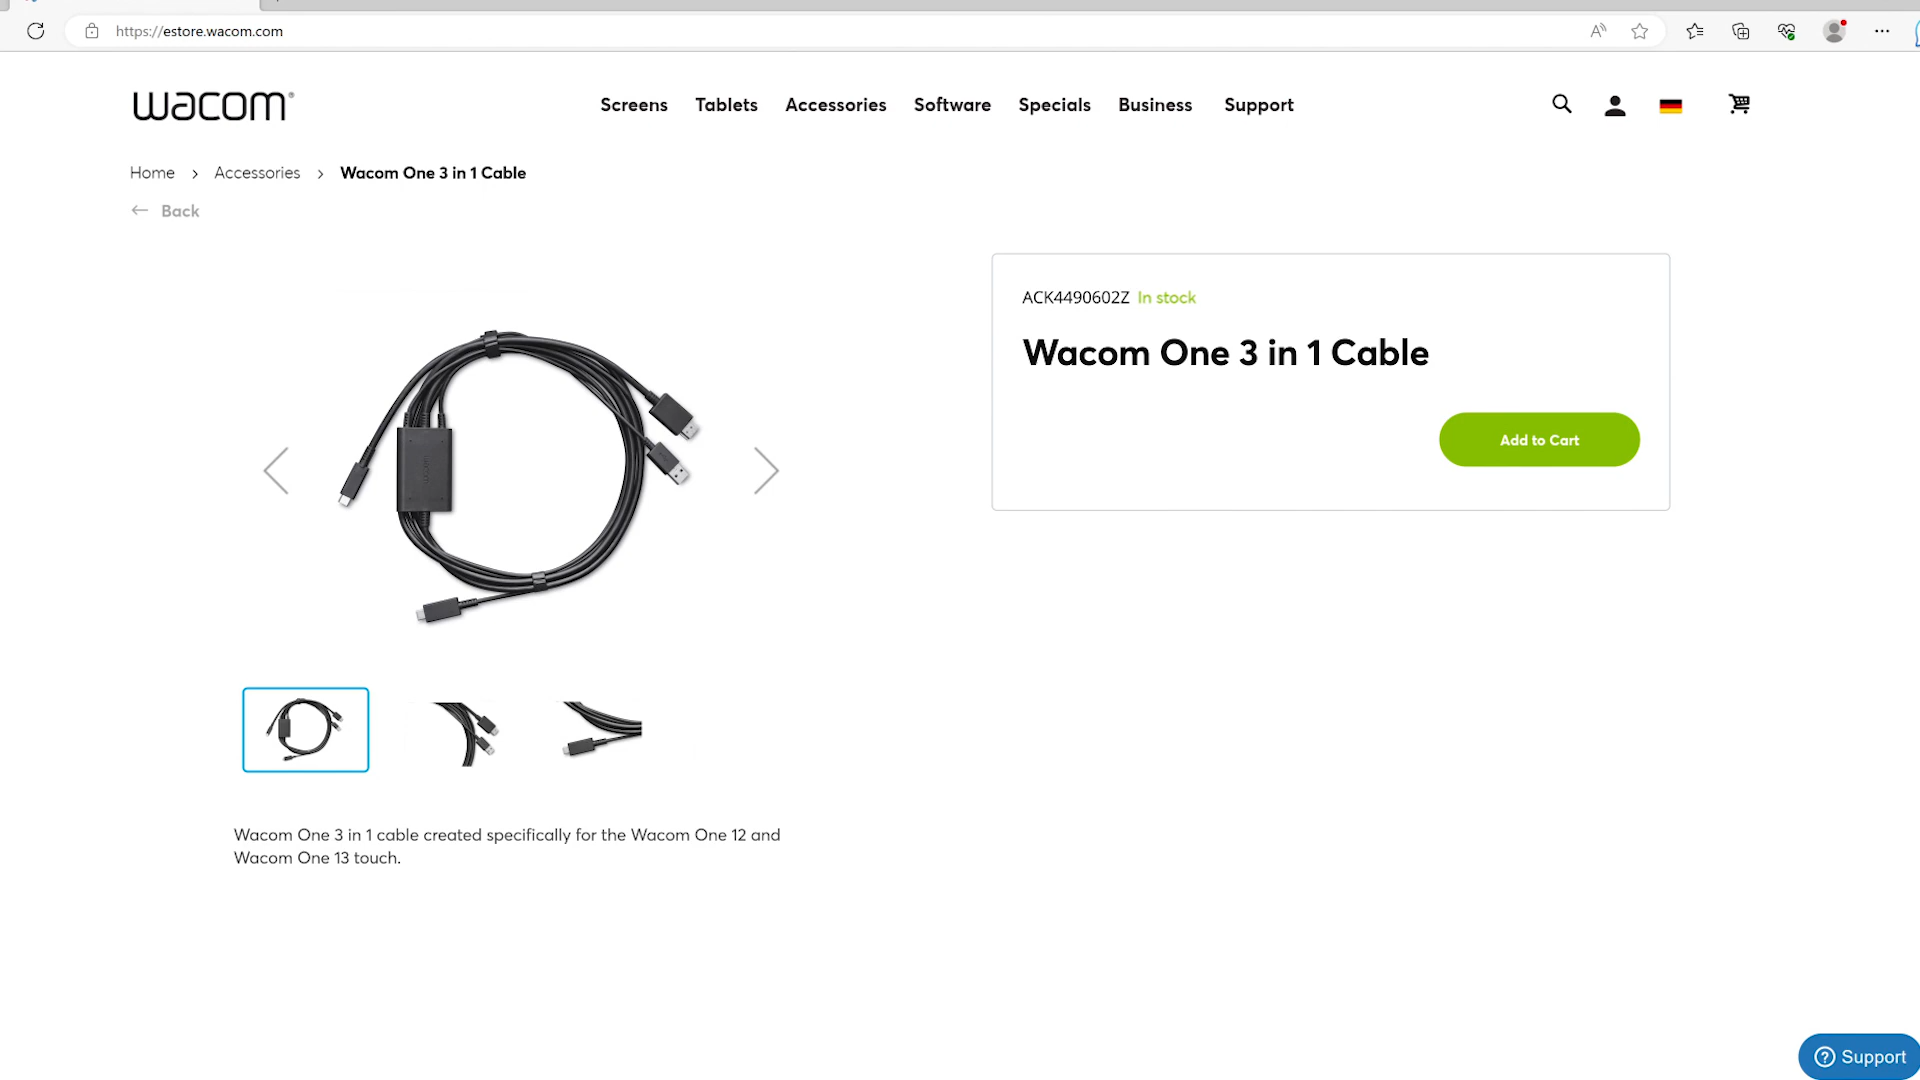 https://estore.wacom.com
wacom®
Screens Tablets Accessories Software Specials Business Support
Home > Accessories > Wacom One 3 in 1 Cable
← Back
ACK4490602Z In stock
Wacom One 3 in 1 Cable
Add to Cart
Wacom One 3 in 1 cable created specifically for the Wacom One 12 and
Wacom One 13 touch.
Support